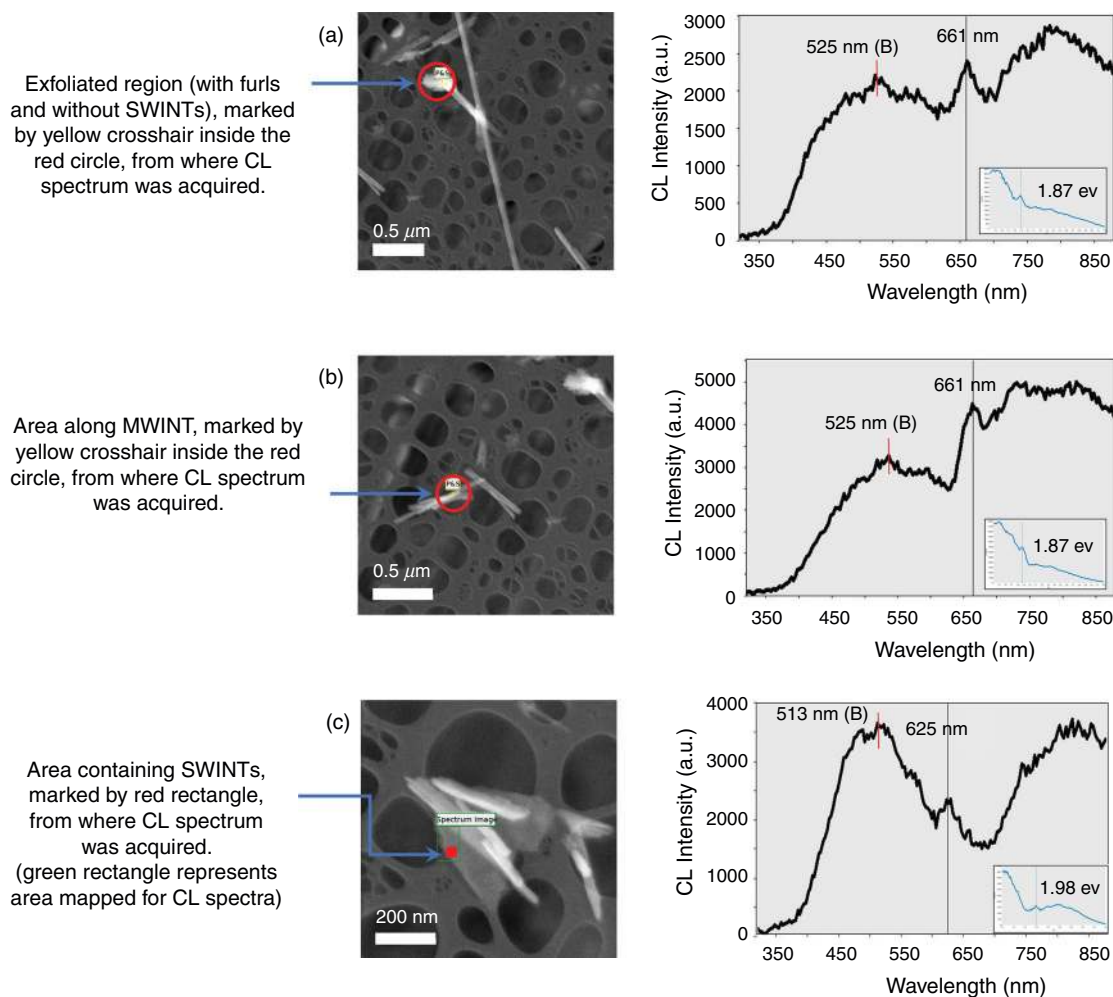 (a)
Exfoliated region (with furls
and without SWINTs), marked
by yellow crosshair inside the
red circle, from where CL
spectrum was acquired.
0.5 μm
CL Intensity (a.u.)
3000
2500
2000
1500
1000
500
0
525 nm (B)
661 nm
1.87 ev
350 450 550 650 750 850
Wavelength (nm)
(b)
Area along MWINT, marked by
yellow crosshair inside the red
circle, from where CL spectrum
was acquired.
0.5 μm
CL Intensity (a.u.)
5000
4000
3000
2000
1000
0
525 nm (B)
661 nm
1.87 ev
350 450 550 650 750 850
Wavelength (nm)
(c)
Area containing SWINTs,
marked by red rectangle,
from where CL spectrum
was acquired.
(green rectangle represents
area mapped for CL spectra)
Spectrum Image
200 nm
CL Intensity (a.u.)
4000
3000
2000
1000
0
513 nm (B)
625 nm
1.98 ev
350 450 550 650 750 850
Wavelength (nm)